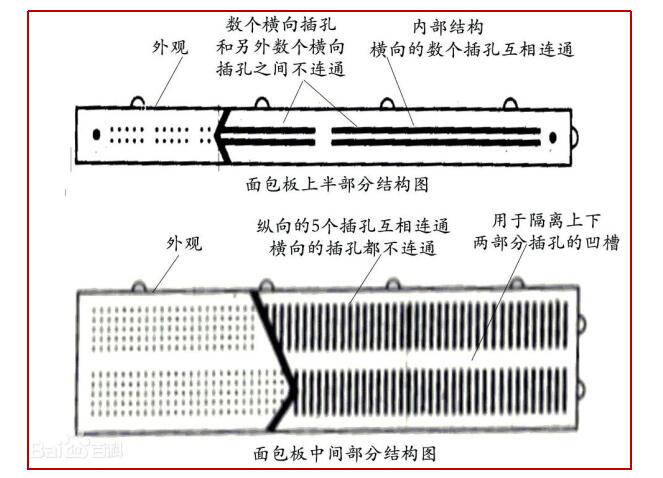 数个横向插孔
和另外数个横向
插孔之间不连通
外观
内部结构
横向的数个插孔互相连通
面包板上半部分结构图
纵向的5个插孔互相连通
横向的插孔都不连通
外观
用于隔离上下
两部分插孔的凹槽
Bai百科
面包板中间部分结构图